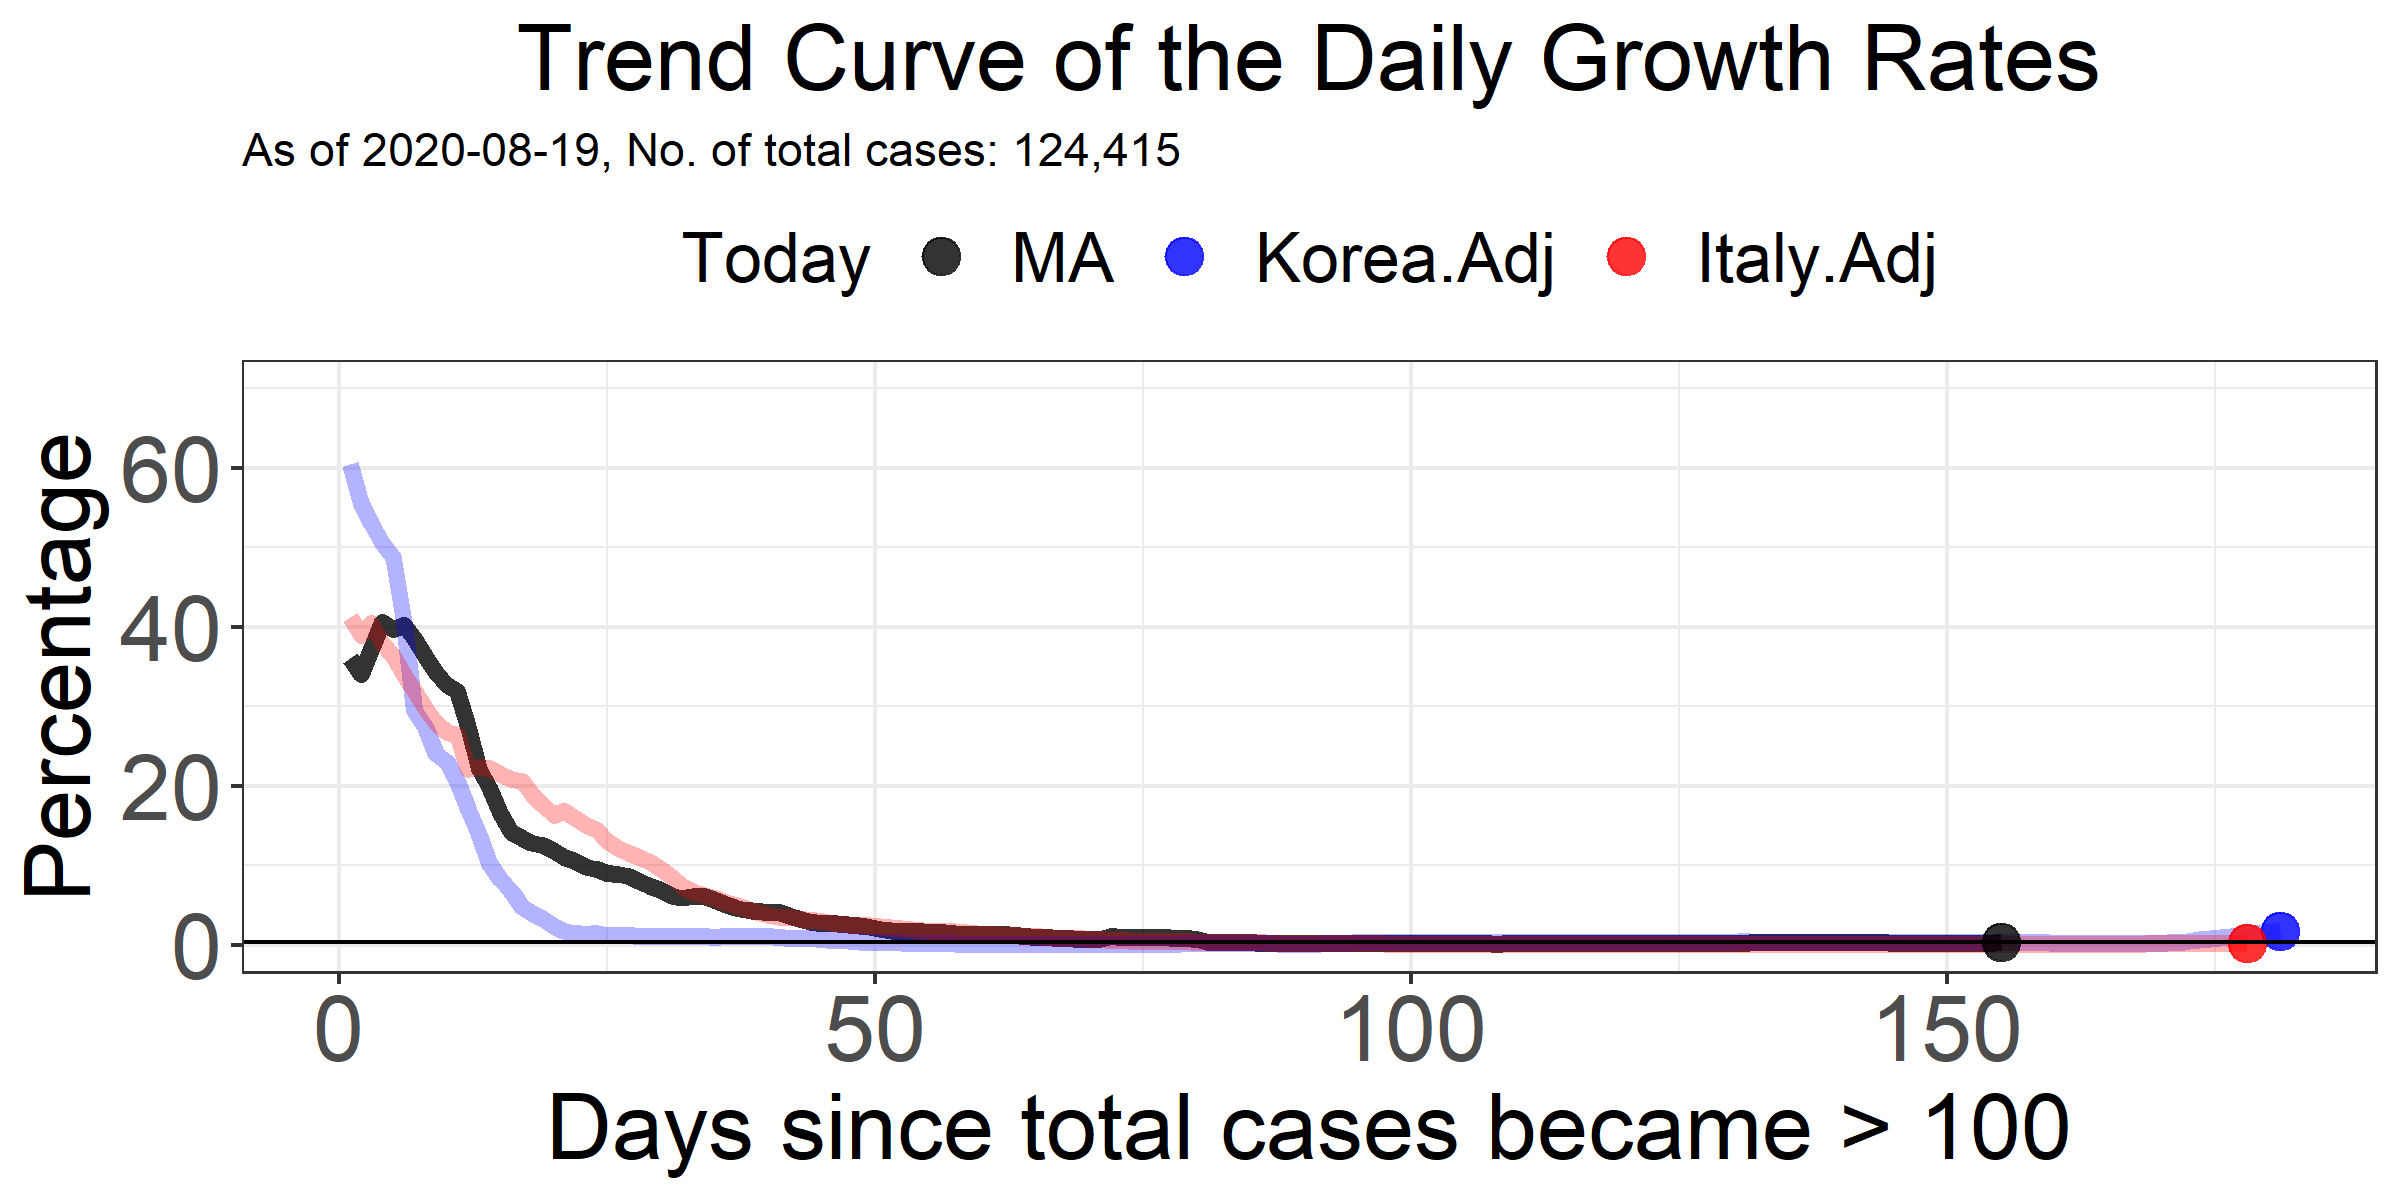 Trend Curve of the Daily Growth Rates
As of 2020-08-19, No. of total cases: 124,415
Today MA Korea.Adj Italy.Adj
Percentage
60
40
20
0
0 50 100 150
Days since total cases became > 100